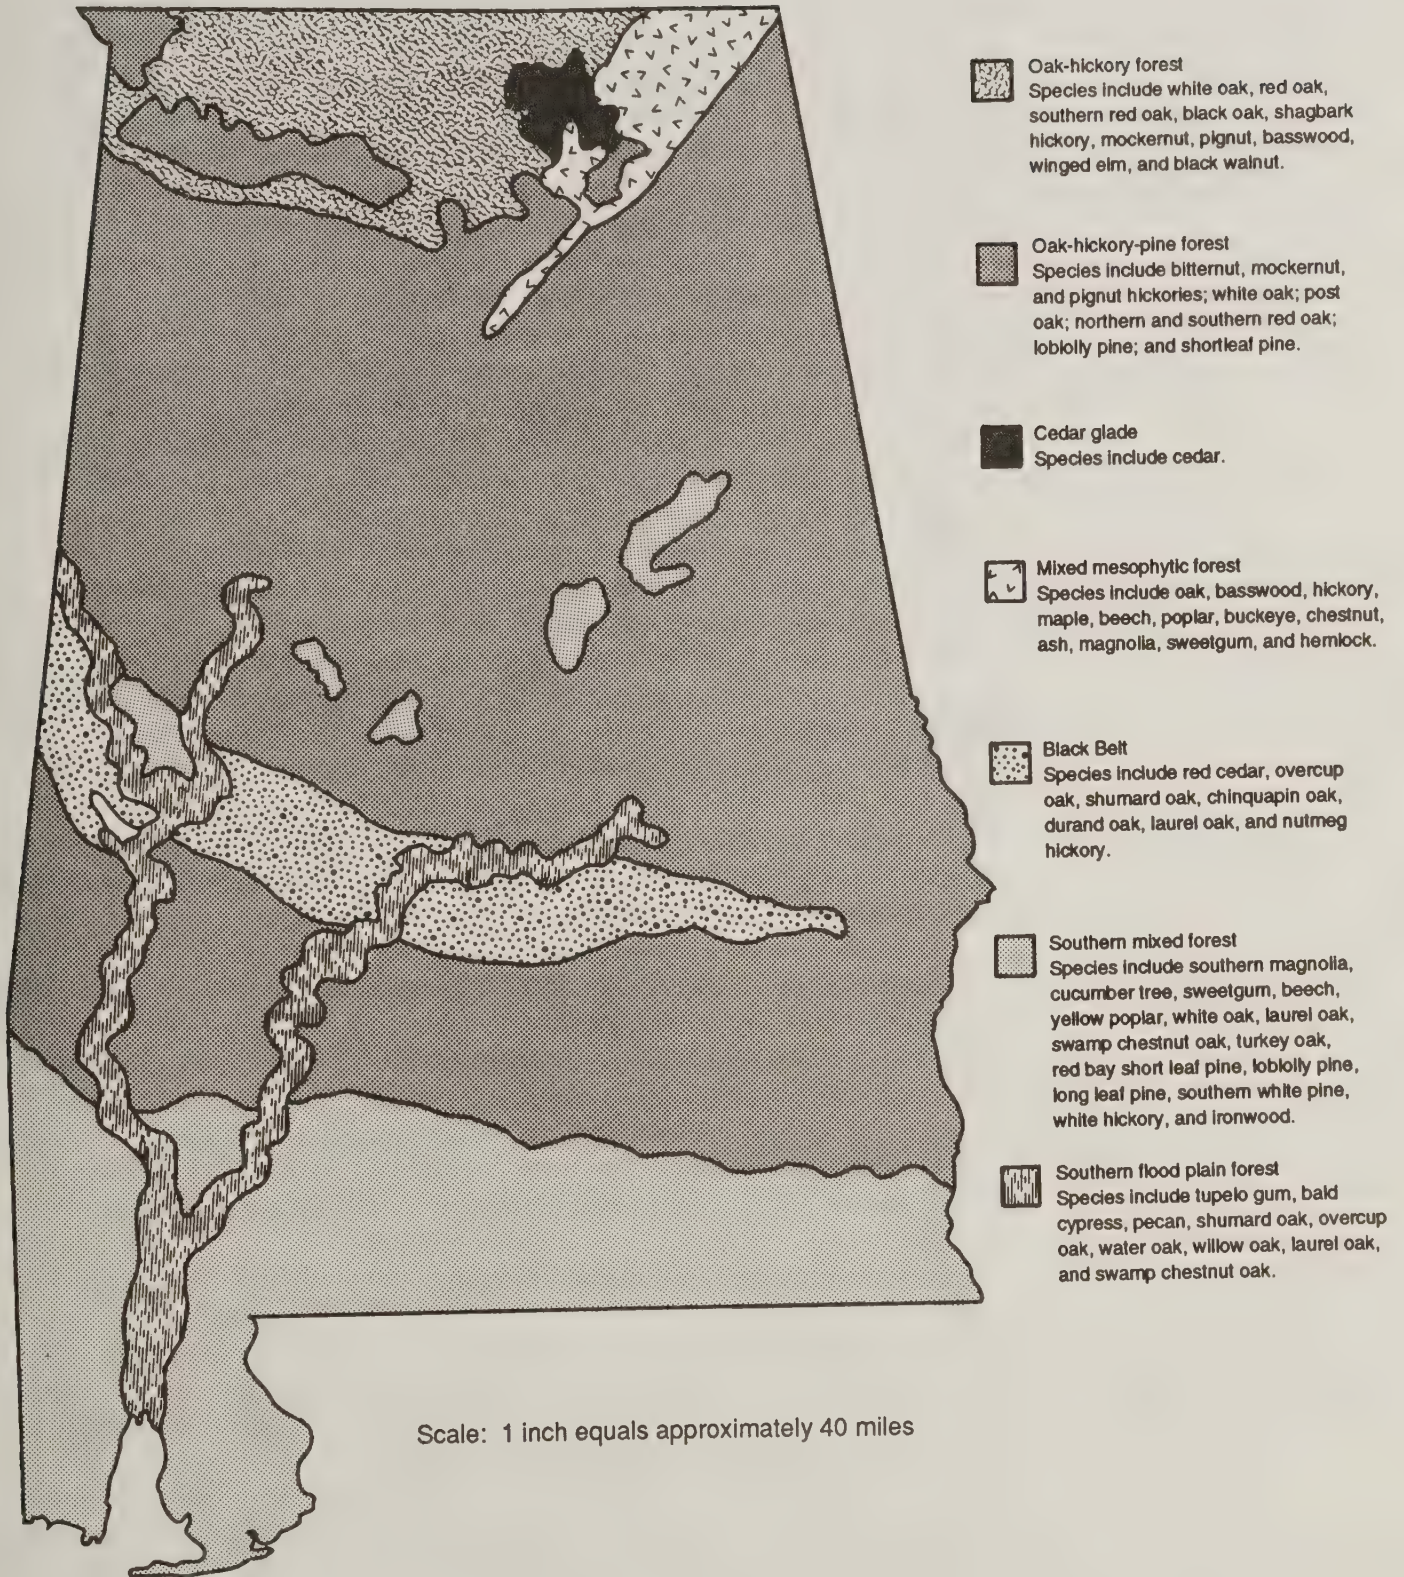 Oak-hickory forest
Species include white oak, red oak,
southern red oak, black oak, shagbark
hickory, mockernut, pignut, basswood,
winged elm, and black walnut.
Oak-hickory-pine forest
Species include bitternut, mockernut,
and pignut hickories; white oak; post
oak; northern and southern red oak;
loblolly pine; and shortleaf pine.
Cedar glade
Species include cedar.
Mixed mesophytic forest
Species include oak, basswood, hickory,
maple, beech, poplar, buckeye, chestnut,
ash, magnolia, sweetgum, and hemlock.
Black Belt
Species include red cedar, overcup
oak, shumard oak, chinquapin oak,
durand oak, laurel oak, and nutmeg
hickory.
Southern mixed forest
Species include southern magnolia,
cucumber tree, sweetgum, beech,
yellow poplar, white oak, laurel oak,
swamp chestnut oak, turkey oak,
red bay short leaf pine, loblolly pine,
long leaf pine, southern white pine,
white hickory, and ironwood.
Southern flood plain forest
Species include tupelo gum, bald
cypress, pecan, shumard oak, overcup
oak, water oak, willow oak, laurel oak,
and swamp chestnut oak.
Scale: 1 inch equals approximately 40 miles